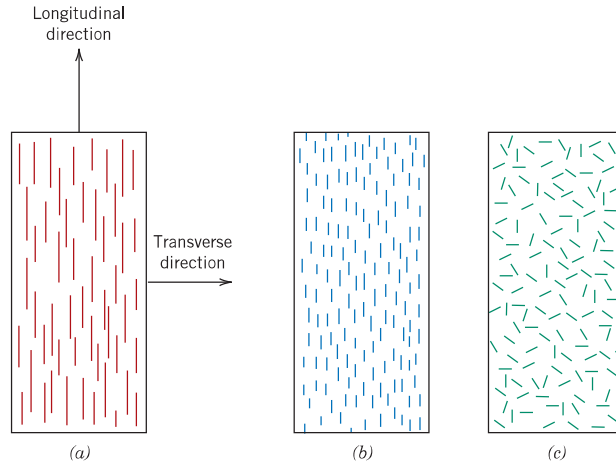 Longitudinal
direction
Transverse
direction
(a)
(b)
(c)